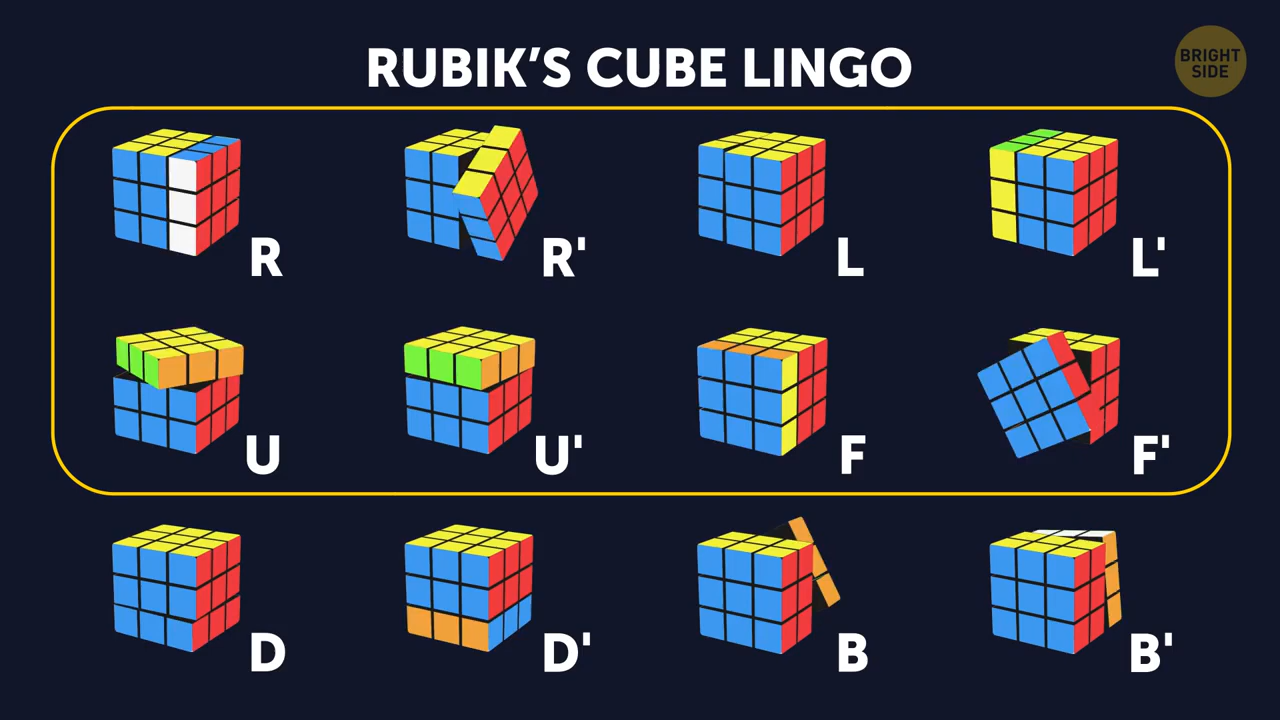 RUBIK'S CUBE LINGO
BRIGHT
SIDE
R R' L L'
U U' F F'
D D' B B'